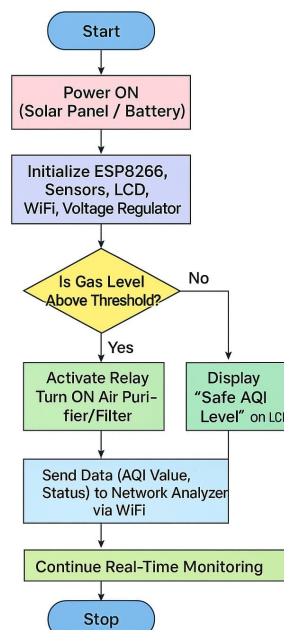 Start
Power ON
(Solar Panel / Battery)
Initialize ESP8266,
Sensors, LCD,
WiFi, Voltage Regulator
Is Gas Level
Above Threshold?
No
Yes
Activate Relay
Turn ON Air Puri-
fier/Filter
Display
“Safe AQI
Level” on LCD
Send Data (AQI Value,
Status) to Network Analyzer
via WiFi
Continue Real-Time Monitoring
Stop